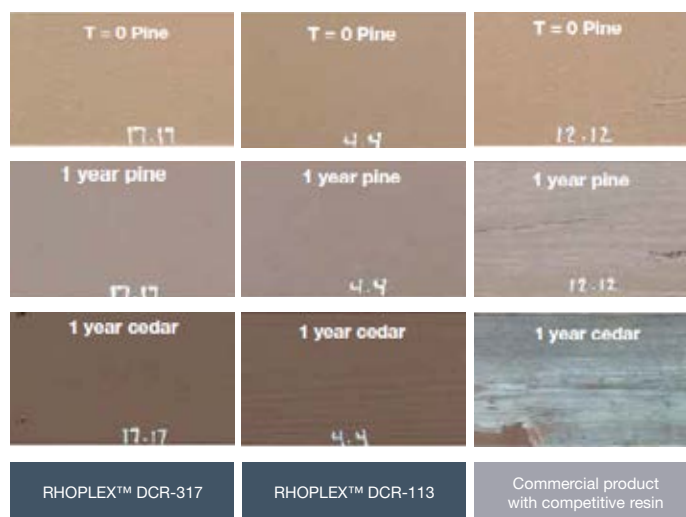 T = 0 Pine
17-17
T = 0 Pine
4.4
T = 0 Pine
12-12
1 year pine
17-17
1 year pine
4.4
1 year pine
12-12
1 year cedar
17-17
1 year cedar
4.4
1 year cedar
RHOPLEX™ DCR-317
RHOPLEX™ DCR-113
Commercial product
with competitive resin